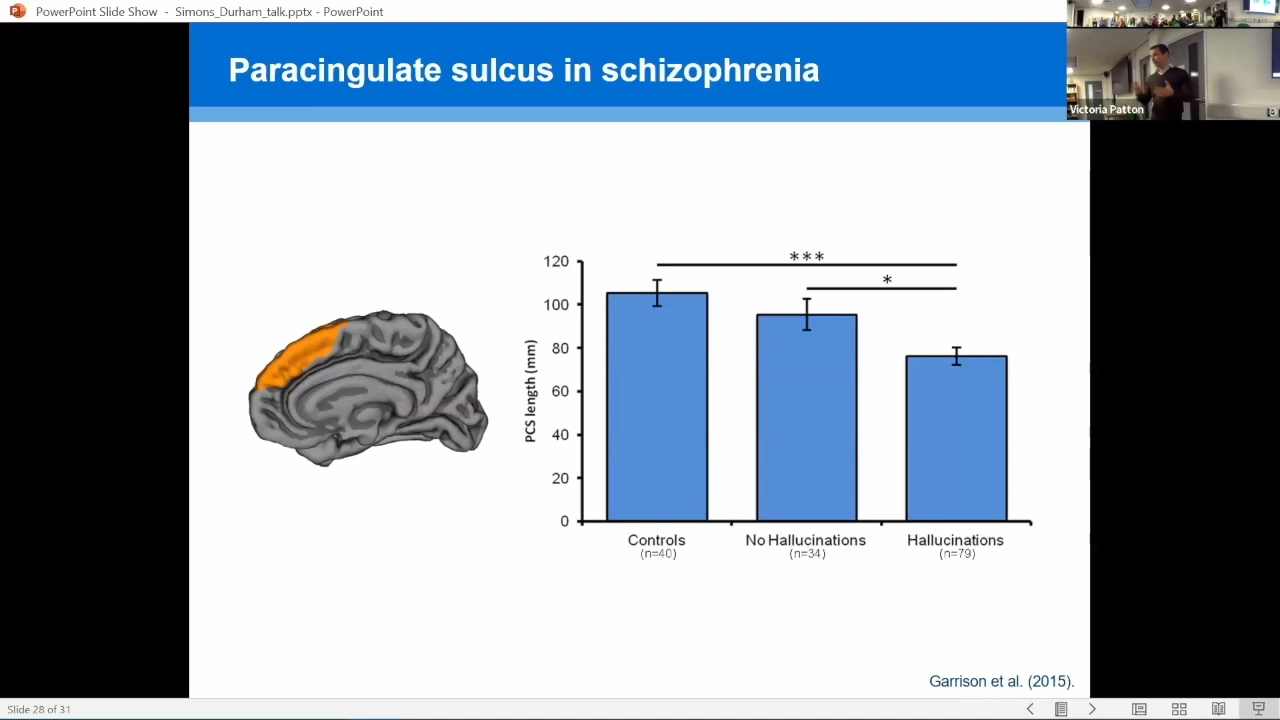 PowerPoint Slide Show - Simons_Durham_talk.pptx - PowerPoint
Paracingulate sulcus in schizophrenia
Victoria Patton
***
*
120
100
80
60
40
20
0
PCS length (mm)
Controls
(n=40)
No Hallucinations
(n=34)
Hallucinations
(n=79)
Garrison et al. (2015).
Slide 28 of 31